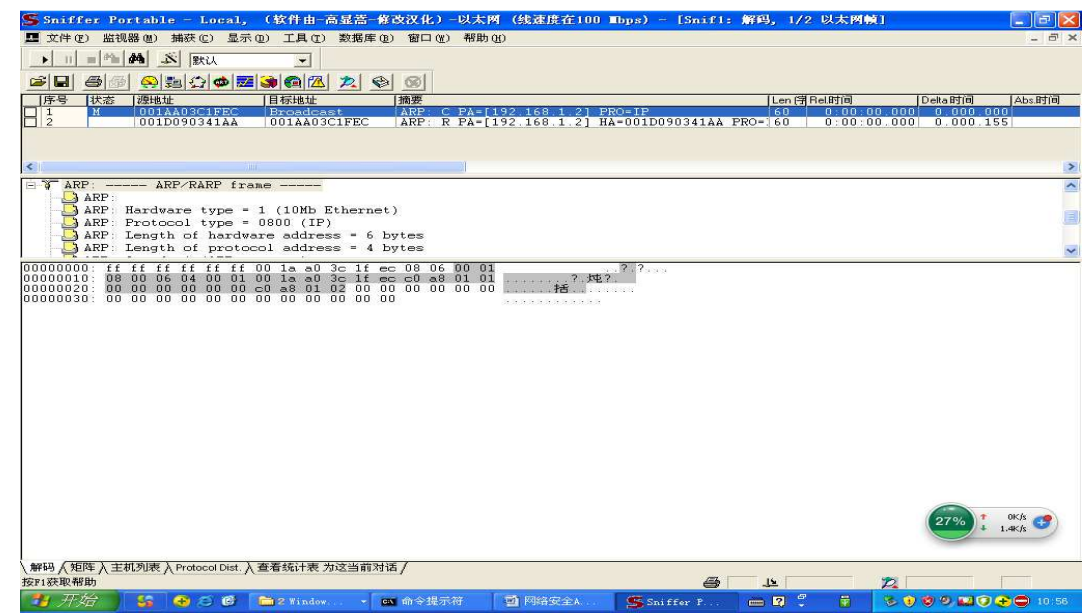 Sniffer Portable - Local, (软件由-高显嵩-修改汉化) -以太网 (线速度在100 Mbps) - [Snif1: 解码, 1/2 以太网帧]
文件(F) 监视器(M) 捕获(C) 显示(D) 工具(T) 数据库(B) 窗口(W) 帮助(H)
默认
序号 状态 源地址 目标地址 摘要 Len (字 Rel时间 Delta时间 Abs.时间
1 M 001AA03C1FEC Broadcast ARP: C PA=[192.168.1.2] PRO=IP 60 0:00:00.000 0.000.000
2 001D090341AA 001AA03C1FEC ARP: R PA=[192.168.1.2] HA=001D090341AA PRO= 60 0:00:00.000 0.000.155
ARP: ----- ARP/RARP frame -----
ARP:
ARP: Hardware type = 1 (10Mb Ethernet)
ARP: Protocol type = 0800 (IP)
ARP: Length of hardware address = 6 bytes
ARP: Length of protocol address = 4 bytes
00000000: ff ff ff ff ff ff 00 1a a0 3c 1f ec 08 06 00 01 ..?.?...
00000010: 08 00 06 04 00 01 00 1a a0 3c 1f ec c0 a8 01 01 ........?.炖?..
00000020: 00 00 00 00 00 00 c0 a8 01 02 00 00 00 00 00 00 ......括........
00000030: 00 00 00 00 00 00 00 00 00 00 00 00 ............
27% 0K/s
1.4K/s
解码 矩阵 主机列表 Protocol Dist. 查看统计表 为这当前对话
按F1获取帮助
开始 2 Window... 命令提示符 网络安全A... Sniffer P... 10:56